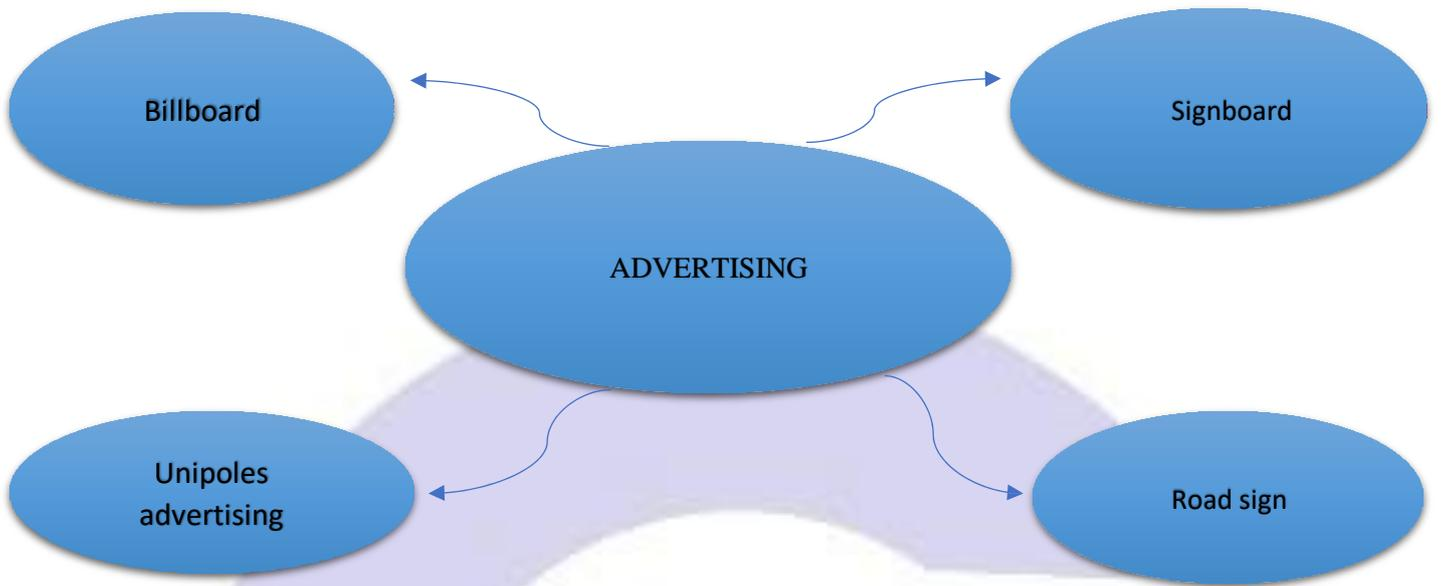 Billboard
Signboard
ADVERTISING
Unipoles
advertising
Road sign